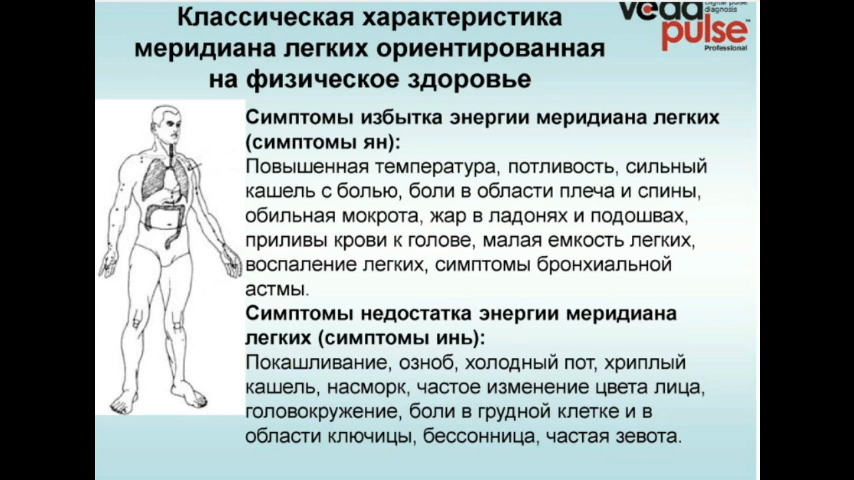 Классическая характеристика
меридиана легких ориентированная
на физическое здоровье
veda
pulse™
diagnosis
Professional
Симптомы избытка энергии меридиана легких
(симптомы ян):
Повышенная температура, потливость, сильный
кашель с болью, боли в области плеча и спины,
обильная мокрота, жар в ладонях и подошвах,
приливы крови к голове, малая емкость легких,
воспаление легких, симптомы бронхиальной
астмы.
Симптомы недостатка энергии меридиана
легких (симптомы инь):
Покашливание, озноб, холодный пот, хриплый
кашель, насморк, частое изменение цвета лица,
головокружение, боли в грудной клетке и в
области ключицы, бессонница, частая зевота.